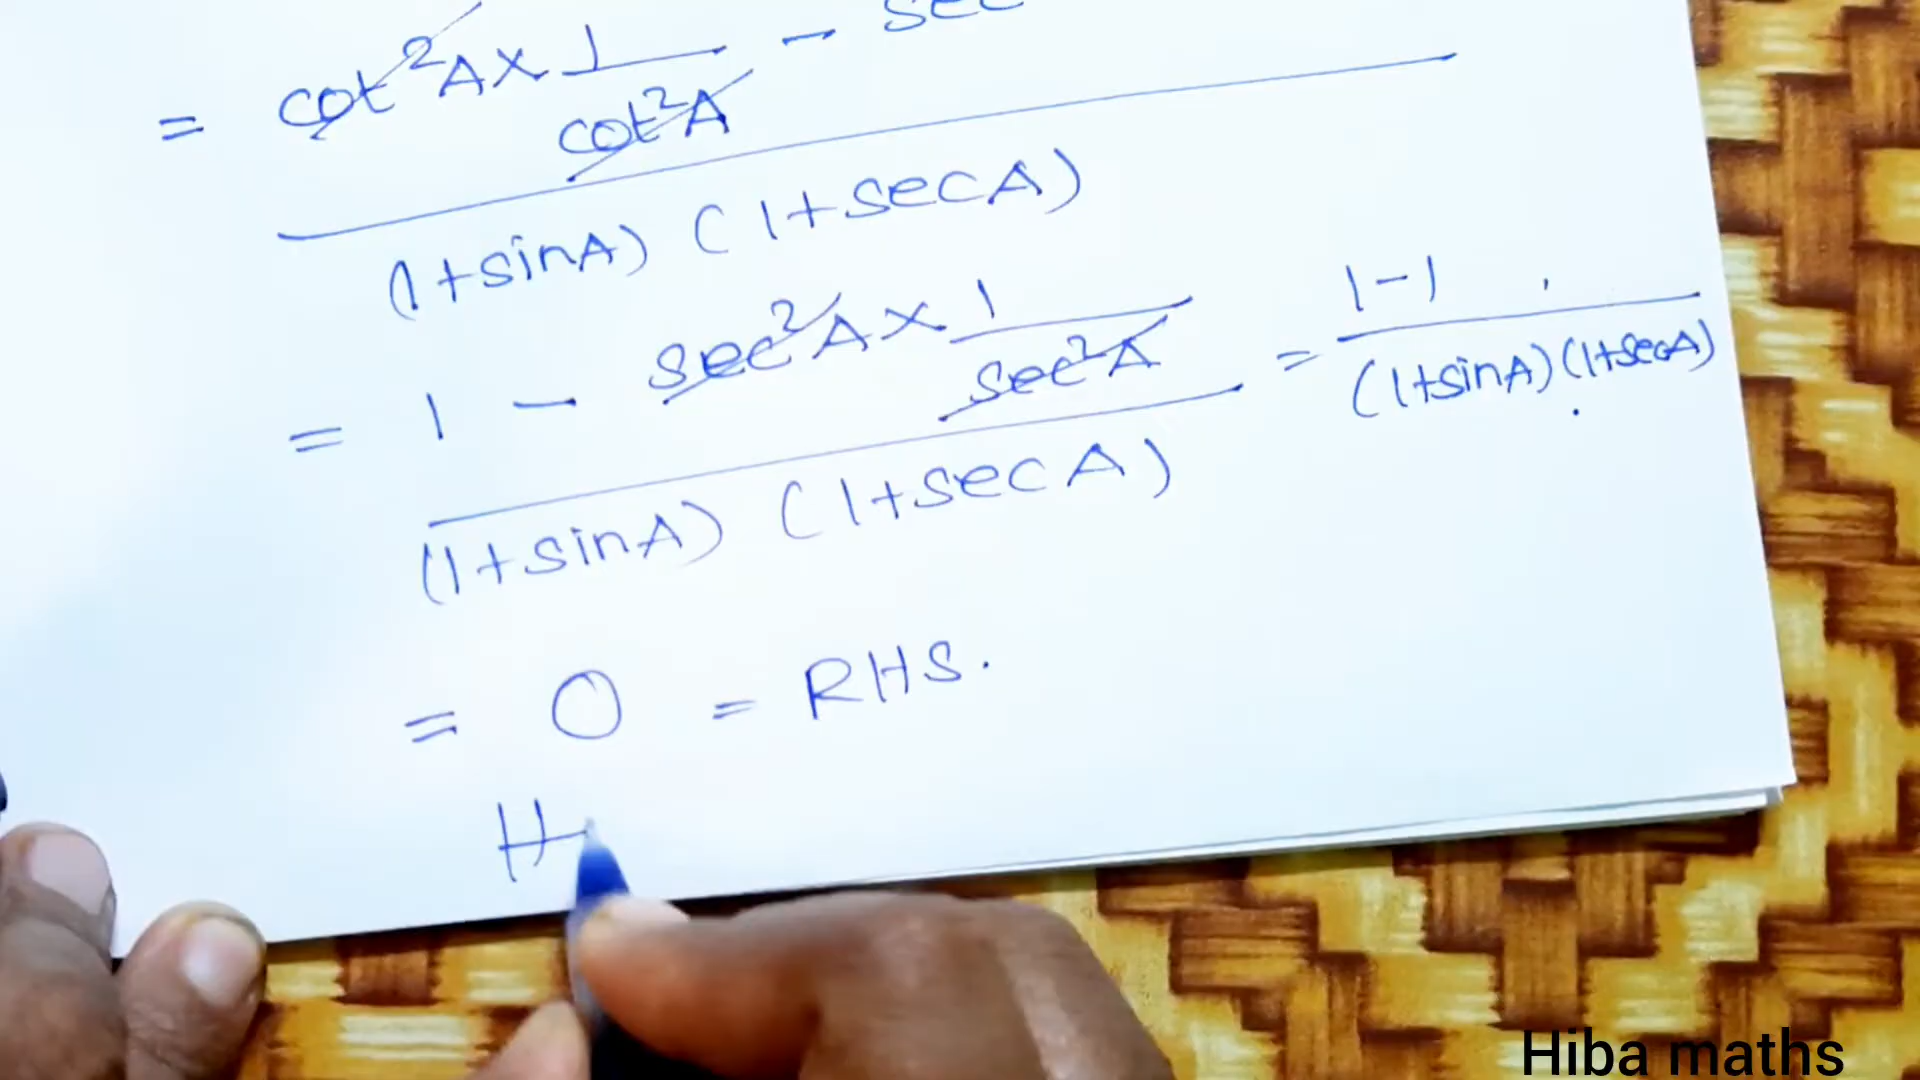 = cot²A × 1 / cot²A - sec
(1+sinA) (1+secA)
= 1 - sec²A × 1 / sec²A = 1-1 / (1+sinA)(1+secA)
(1+sinA) (1+secA)
= 0 = RHS.
H
Hiba maths